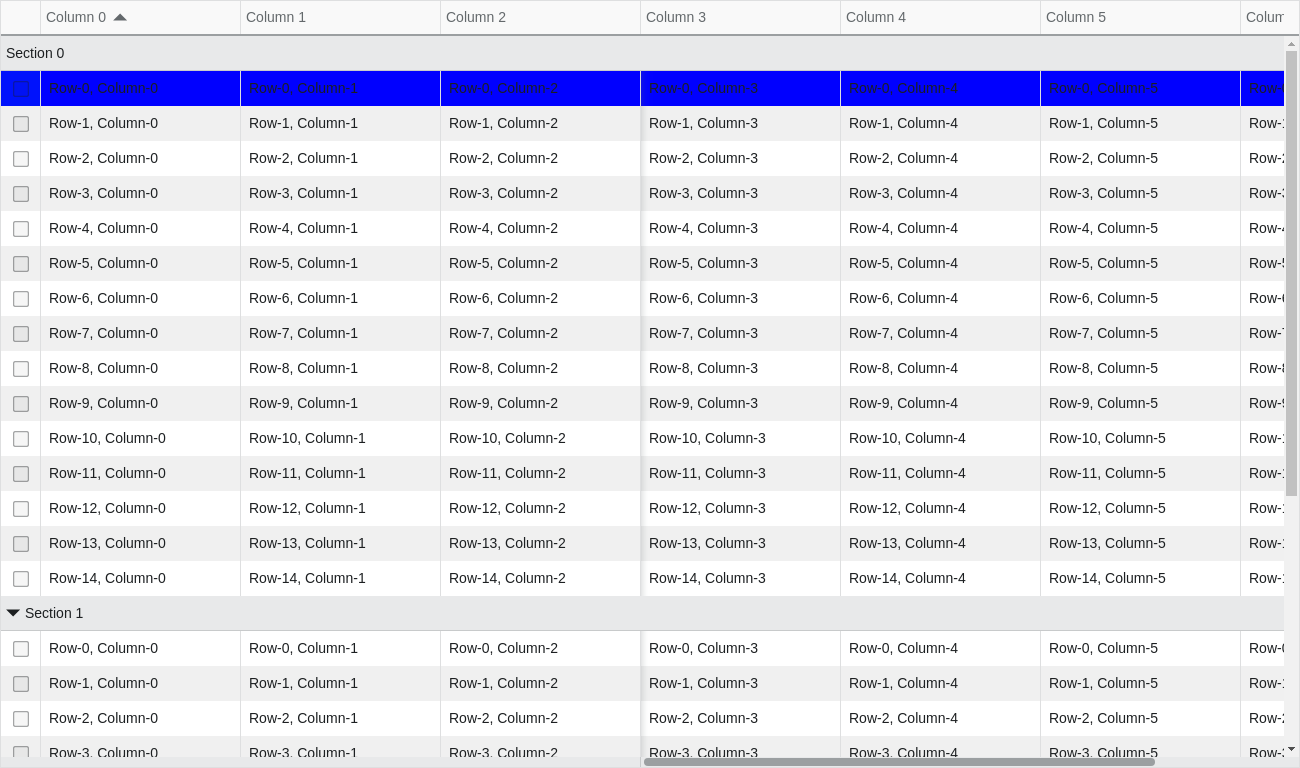 Column 0 Column 1 Column 2 Column 3 Column 4 Column 5 Colum
Section 0
Row-0, Column-0 Row-0, Column-1 Row-0, Column-2 Row-0, Column-3 Row-0, Column-4 Row-0, Column-5 Row-
Row-1, Column-0 Row-1, Column-1 Row-1, Column-2 Row-1, Column-3 Row-1, Column-4 Row-1, Column-5 Row-1
Row-2, Column-0 Row-2, Column-1 Row-2, Column-2 Row-2, Column-3 Row-2, Column-4 Row-2, Column-5 Row-2
Row-3, Column-0 Row-3, Column-1 Row-3, Column-2 Row-3, Column-3 Row-3, Column-4 Row-3, Column-5 Row-3
Row-4, Column-0 Row-4, Column-1 Row-4, Column-2 Row-4, Column-3 Row-4, Column-4 Row-4, Column-5 Row-4
Row-5, Column-0 Row-5, Column-1 Row-5, Column-2 Row-5, Column-3 Row-5, Column-4 Row-5, Column-5 Row-5
Row-6, Column-0 Row-6, Column-1 Row-6, Column-2 Row-6, Column-3 Row-6, Column-4 Row-6, Column-5 Row-6
Row-7, Column-0 Row-7, Column-1 Row-7, Column-2 Row-7, Column-3 Row-7, Column-4 Row-7, Column-5 Row-7
Row-8, Column-0 Row-8, Column-1 Row-8, Column-2 Row-8, Column-3 Row-8, Column-4 Row-8, Column-5 Row-8
Row-9, Column-0 Row-9, Column-1 Row-9, Column-2 Row-9, Column-3 Row-9, Column-4 Row-9, Column-5 Row-9
Row-10, Column-0 Row-10, Column-1 Row-10, Column-2 Row-10, Column-3 Row-10, Column-4 Row-10, Column-5 Row-1
Row-11, Column-0 Row-11, Column-1 Row-11, Column-2 Row-11, Column-3 Row-11, Column-4 Row-11, Column-5 Row-1
Row-12, Column-0 Row-12, Column-1 Row-12, Column-2 Row-12, Column-3 Row-12, Column-4 Row-12, Column-5 Row-1
Row-13, Column-0 Row-13, Column-1 Row-13, Column-2 Row-13, Column-3 Row-13, Column-4 Row-13, Column-5 Row-1
Row-14, Column-0 Row-14, Column-1 Row-14, Column-2 Row-14, Column-3 Row-14, Column-4 Row-14, Column-5 Row-1
Section 1
Row-0, Column-0 Row-0, Column-1 Row-0, Column-2 Row-0, Column-3 Row-0, Column-4 Row-0, Column-5 Row-0
Row-1, Column-0 Row-1, Column-1 Row-1, Column-2 Row-1, Column-3 Row-1, Column-4 Row-1, Column-5 Row-1
Row-2, Column-0 Row-2, Column-1 Row-2, Column-2 Row-2, Column-3 Row-2, Column-4 Row-2, Column-5 Row-2
Row-3, Column-0 Row-3, Column-1 Row-3, Column-2 Row-3, Column-3 Row-3, Column-4 Row-3, Column-5 Row-3